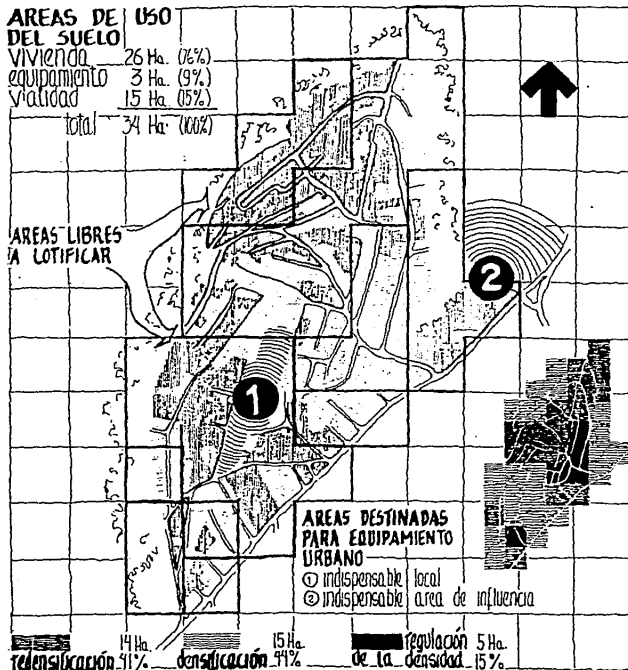 AREAS DE USO
DEL SUELO
vivienda 26 Ha. (76%)
equipamiento 3 Ha. (9%)
vialidad 15 Ha. (15%)
total 34 Ha. (100%)
AREAS LIBRES
A LOTIFICAR
1
2
AREAS DESTINADAS
PARA EQUIPAMIENTO
URBANO
① indispensable local
② indispensable area de influencia
14 Ha.
redensificación 41%
15 Ha.
densificación 44%
regulación 5 Ha.
de la densidad 15%